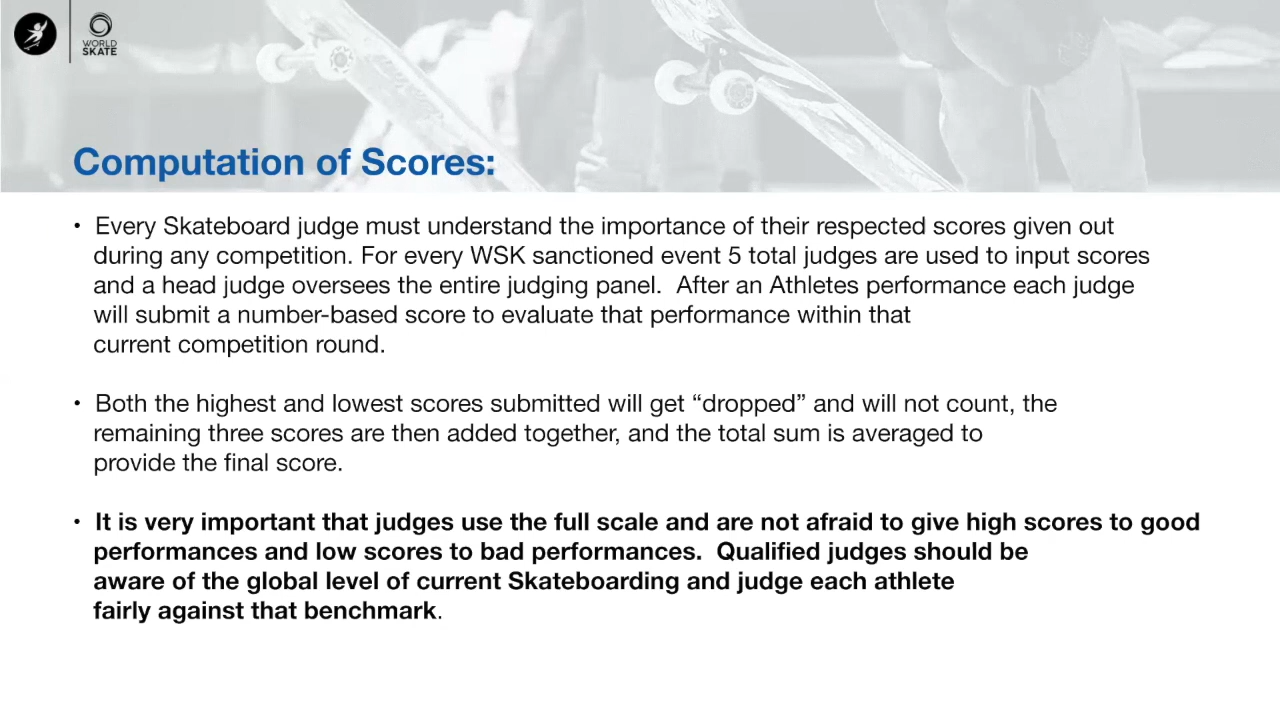 WORLD
SKATE
Computation of Scores:
• Every Skateboard judge must understand the importance of their respected scores given out
during any competition. For every WSK sanctioned event 5 total judges are used to input scores
and a head judge oversees the entire judging panel.  After an Athletes performance each judge
will submit a number-based score to evaluate that performance within that
current competition round.
• Both the highest and lowest scores submitted will get “dropped” and will not count, the
remaining three scores are then added together, and the total sum is averaged to
provide the final score.
• It is very important that judges use the full scale and are not afraid to give high scores to good
performances and low scores to bad performances.  Qualified judges should be
aware of the global level of current Skateboarding and judge each athlete
fairly against that benchmark.